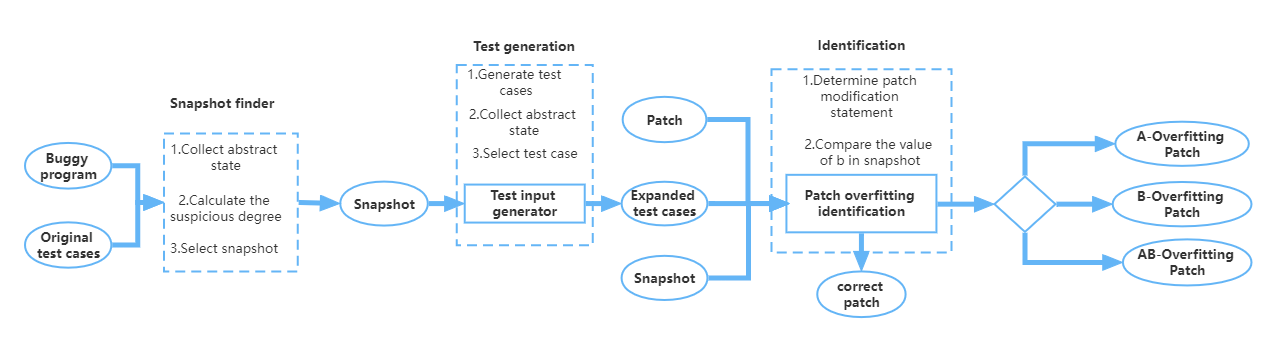 Snapshot finder
Buggy
program
Original
test cases
1.Collect abstract
state
2.Calculate the
suspicious degree
3.Select snapshot
Snapshot
Test generation
1.Generate test
cases
2.Collect abstract
state
3.Select test case
Test input
generator
Patch
Expanded
test cases
Snapshot
Identification
1.Determine patch
modification
statement
2.Compare the value
of b in snapshot
Patch overfitting
identification
correct
patch
A-Overfitting
Patch
B-Overfitting
Patch
AB-Overfitting
Patch